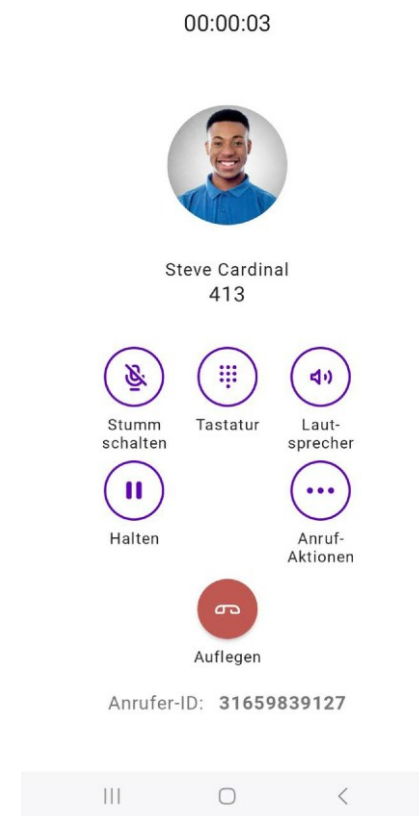 00:00:03
Steve Cardinal
413
Stumm
schalten
Tastatur
Laut-
sprecher
Halten
Anruf-
Aktionen
Auflegen
Anrufer-ID: 31659839127